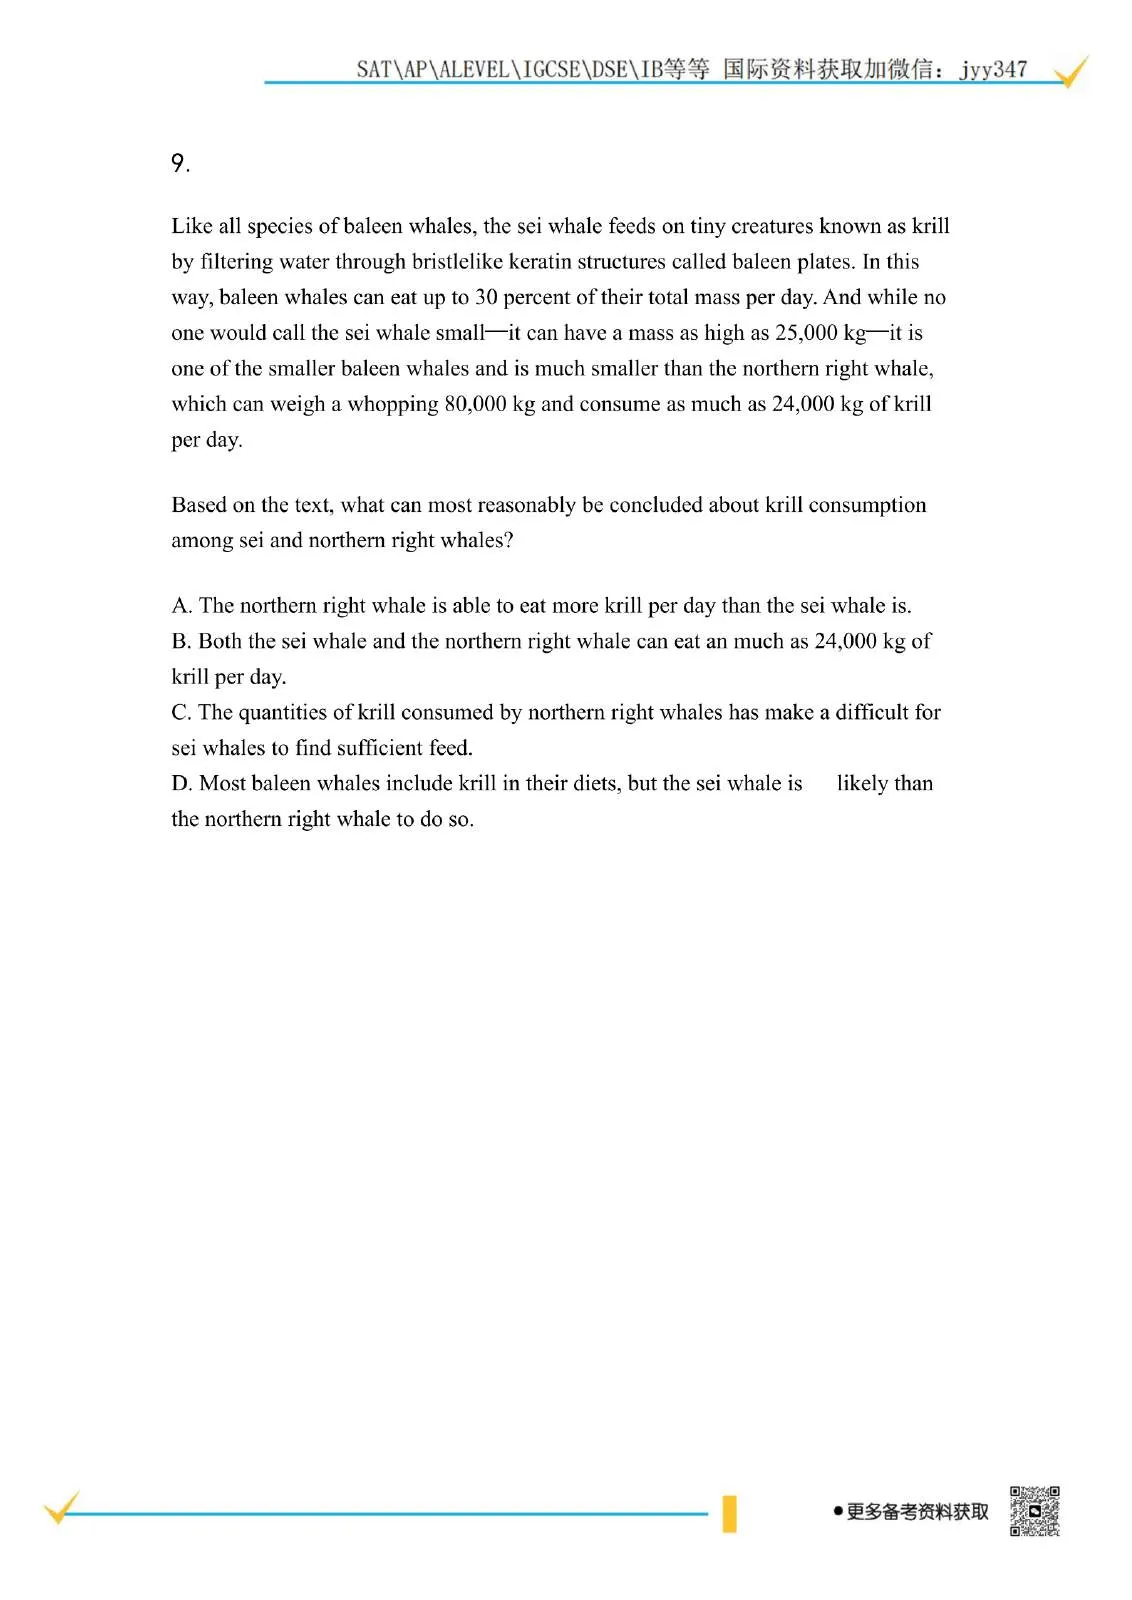 SAT\AP\ALEVEL\IGCSE\DSE\IB等等 国际资料获取加微信：jyy347
9.
Like all species of baleen whales, the sei whale feeds on tiny creatures known as krill
by filtering water through bristlelike keratin structures called baleen plates. In this
way, baleen whales can eat up to 30 percent of their total mass per day. And while no
one would call the sei whale small—it can have a mass as high as 25,000 kg—it is
one of the smaller baleen whales and is much smaller than the northern right whale,
which can weigh a whopping 80,000 kg and consume as much as 24,000 kg of krill
per day.
Based on the text, what can most reasonably be concluded about krill consumption
among sei and northern right whales?
A. The northern right whale is able to eat more krill per day than the sei whale is.
B. Both the sei whale and the northern right whale can eat an much as 24,000 kg of
krill per day.
C. The quantities of krill consumed by northern right whales has make a difficult for
sei whales to find sufficient feed.
D. Most baleen whales include krill in their diets, but the sei whale is likely than
the northern right whale to do so.
●更多备考资料获取